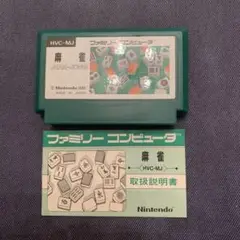 HVC-MJ
ファミリーコンピュータ
麻雀
Nintendo
ファミリー コンピュータ
麻雀
HVC-MJ
取扱説明書
Nintendo